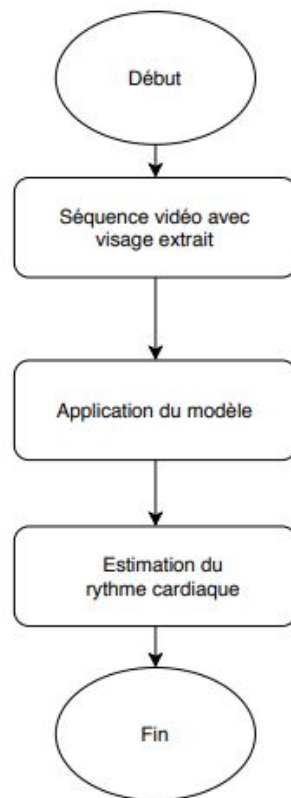 Début
Séquence vidéo avec
visage extrait
Application du modèle
Estimation du
rythme cardiaque
Fin